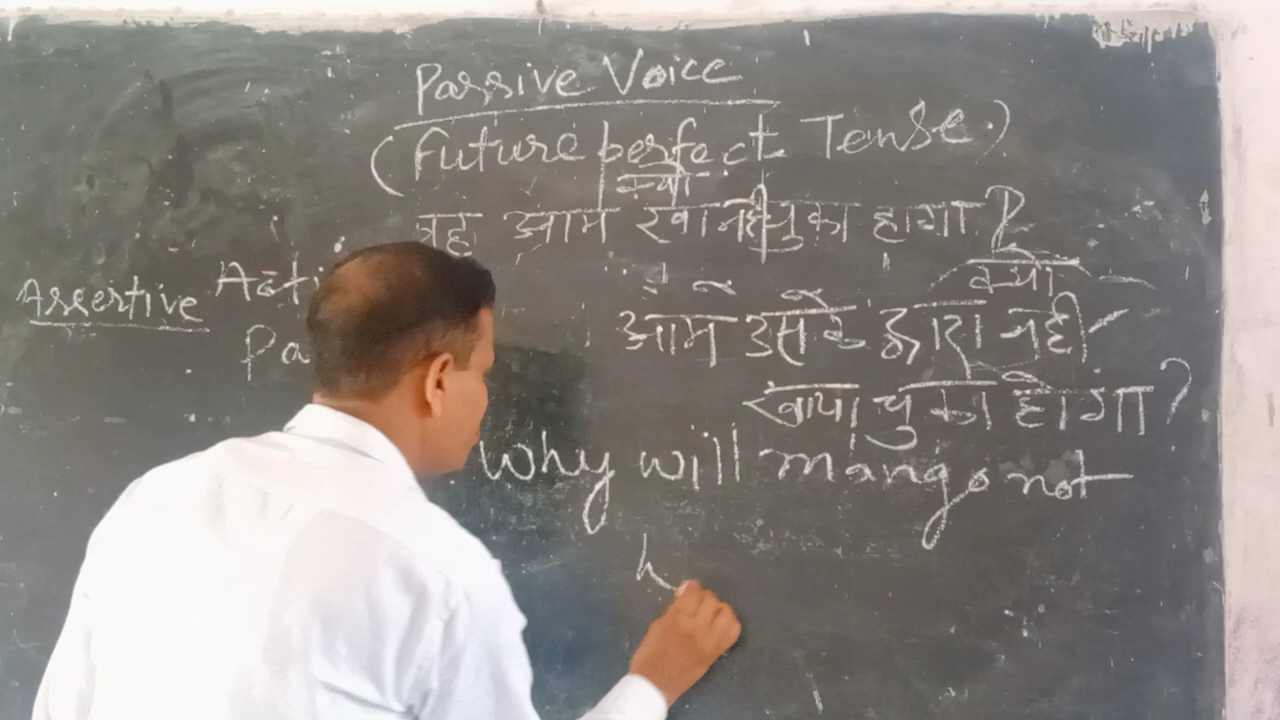 Passive Voice
(Future perfect Tense.)
क्यों
वह आम खा नहीं चुका होगा ?
क्यों
Assertive Acti
आम उसके द्वारा नहीं
Pa
खाया चुका होगा ?
Why will mango not
h